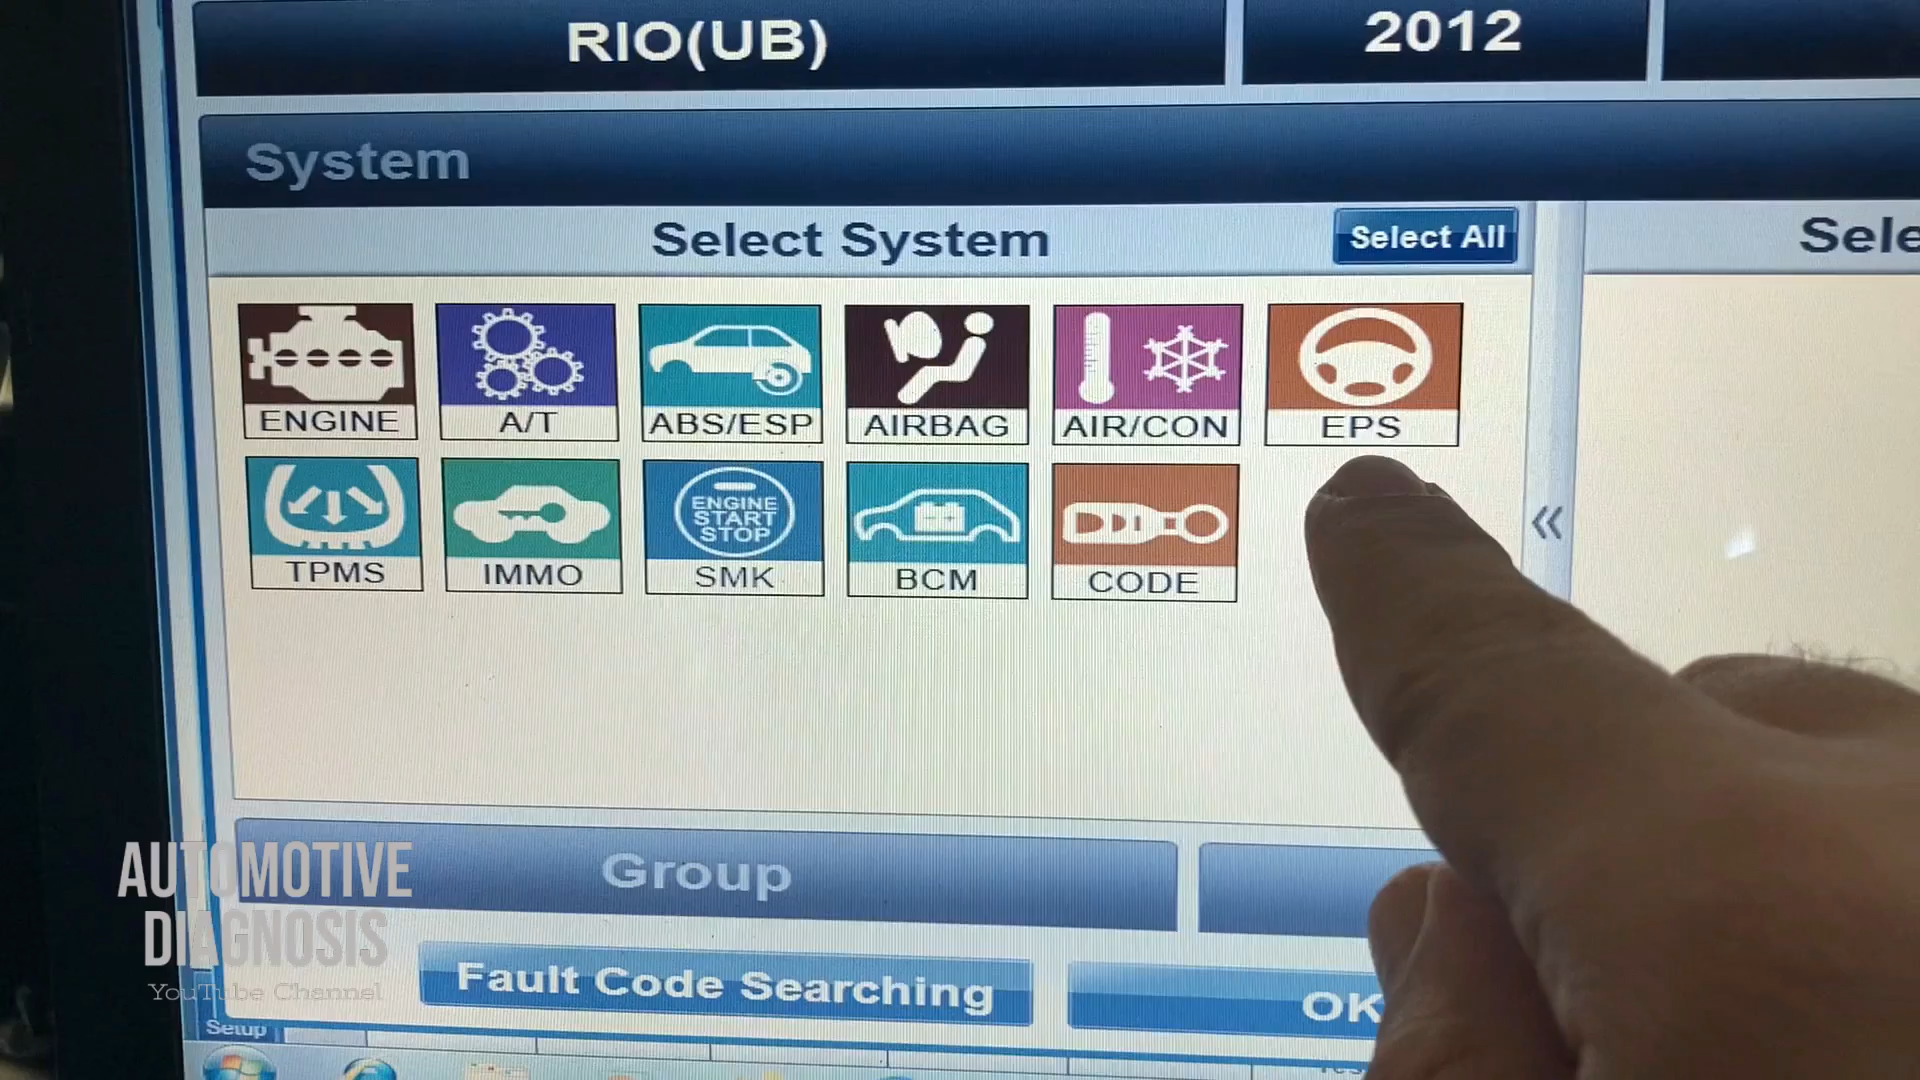 RIO(UB)
2012
System
Select System
Select All
Sele
ENGINE
A/T
ABS/ESP
AIRBAG
AIR/CON
EPS
TPMS
IMMO
ENGINE
START
STOP
SMK
BCM
CODE
Group
Fault Code Searching
OK
Setup
AUTOMOTIVE
DIAGNOSIS
YouTube Channel